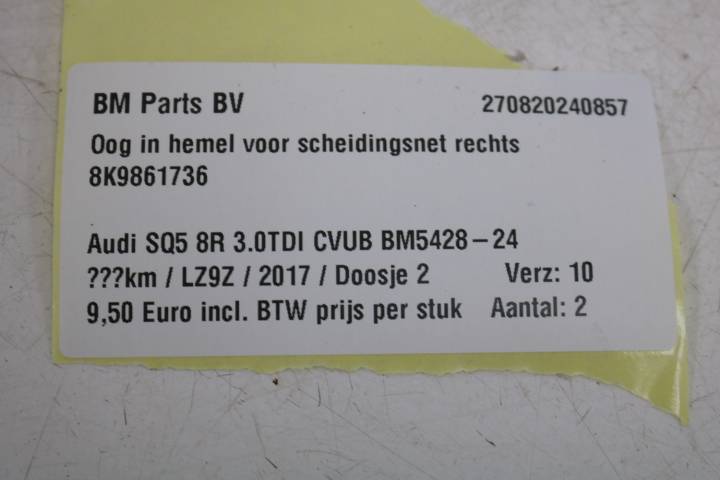 BM Parts BV 270820240857
Oog in hemel voor scheidingsnet rechts
8K9861736
Audi SQ5 8R 3.0TDI CVUB BM5428-24
???km / LZ9Z / 2017 / Doosje 2 Verz: 10
9,50 Euro incl. BTW prijs per stuk Aantal: 2